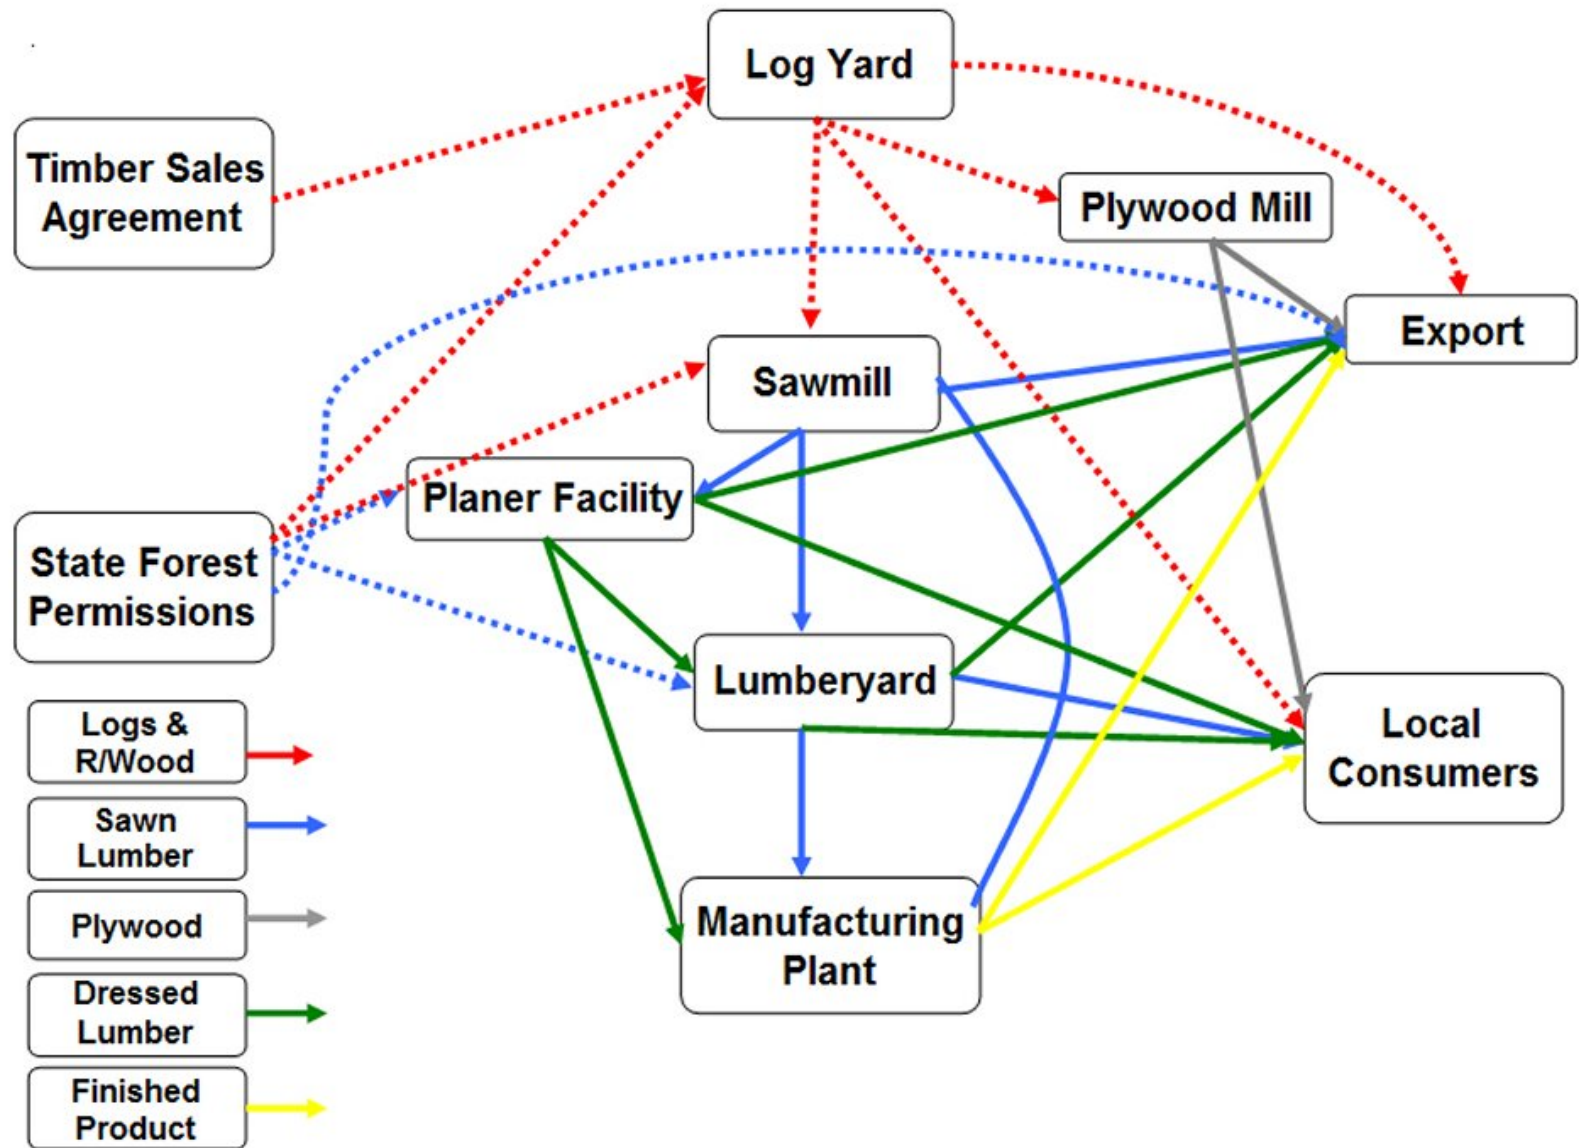 Log Yard
Timber Sales
Agreement
Plywood Mill
Export
Sawmill
Planer Facility
State Forest
Permissions
Lumberyard
Local
Consumers
Manufacturing
Plant
Logs &
R/Wood
Sawn
Lumber
Plywood
Dressed
Lumber
Finished
Product